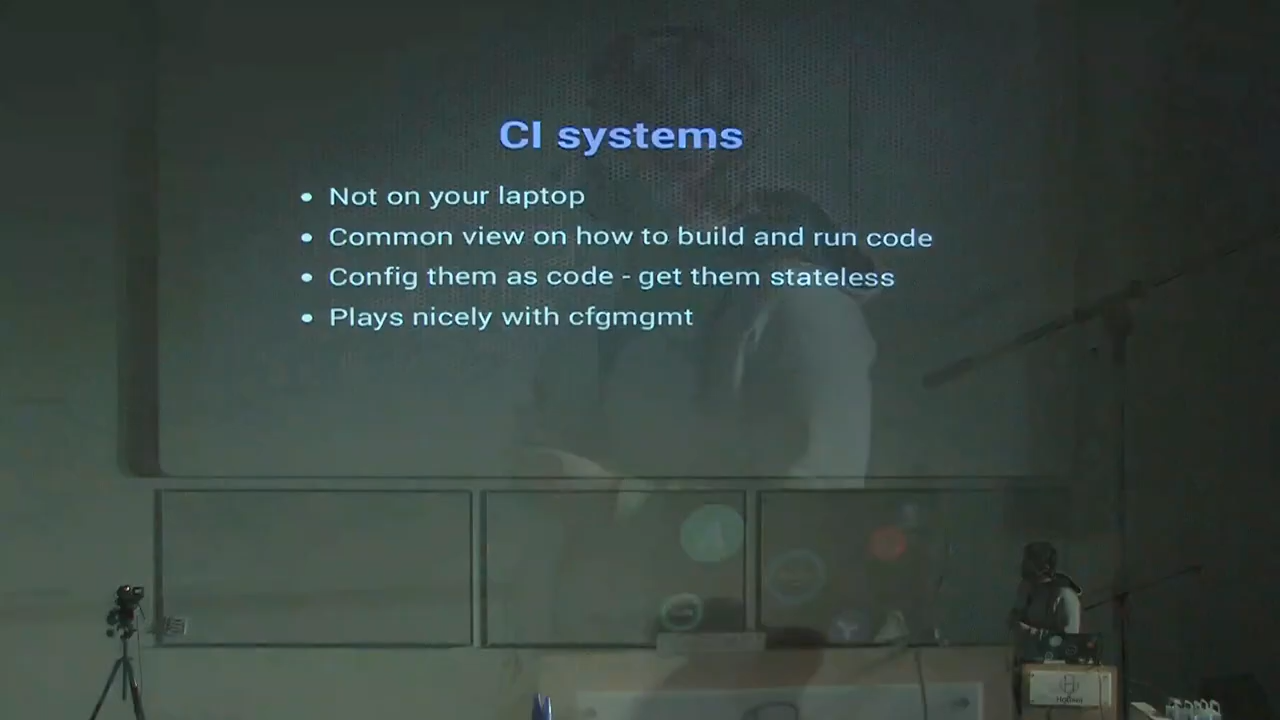 CI systems
Not on your laptop
Common view on how to build and run code
Config them as code - get them stateless
Plays nicely with cfgmgmt